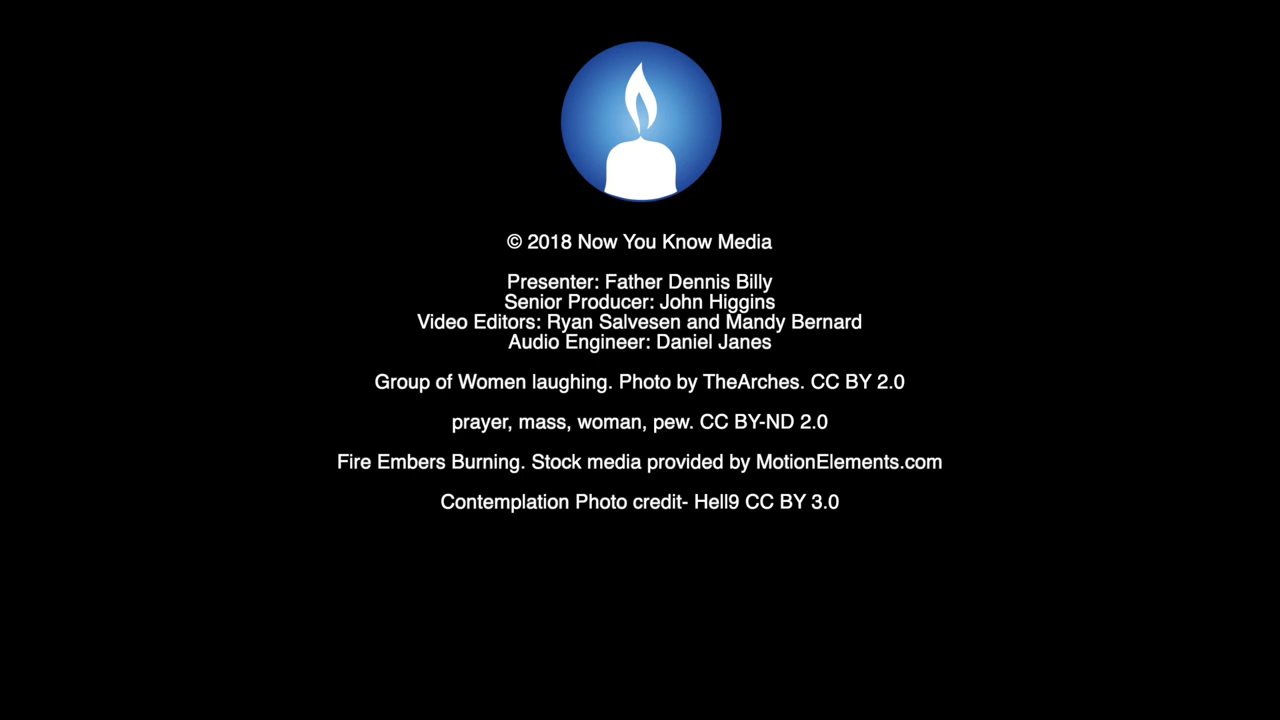 © 2018 Now You Know Media
Presenter: Father Dennis Billy
Senior Producer: John Higgins
Video Editors: Ryan Salvesen and Mandy Bernard
Audio Engineer: Daniel Janes
Group of Women laughing. Photo by TheArches. CC BY 2.0
prayer, mass, woman, pew. CC BY-ND 2.0
Fire Embers Burning. Stock media provided by MotionElements.com
Contemplation Photo credit- Hell9 CC BY 3.0